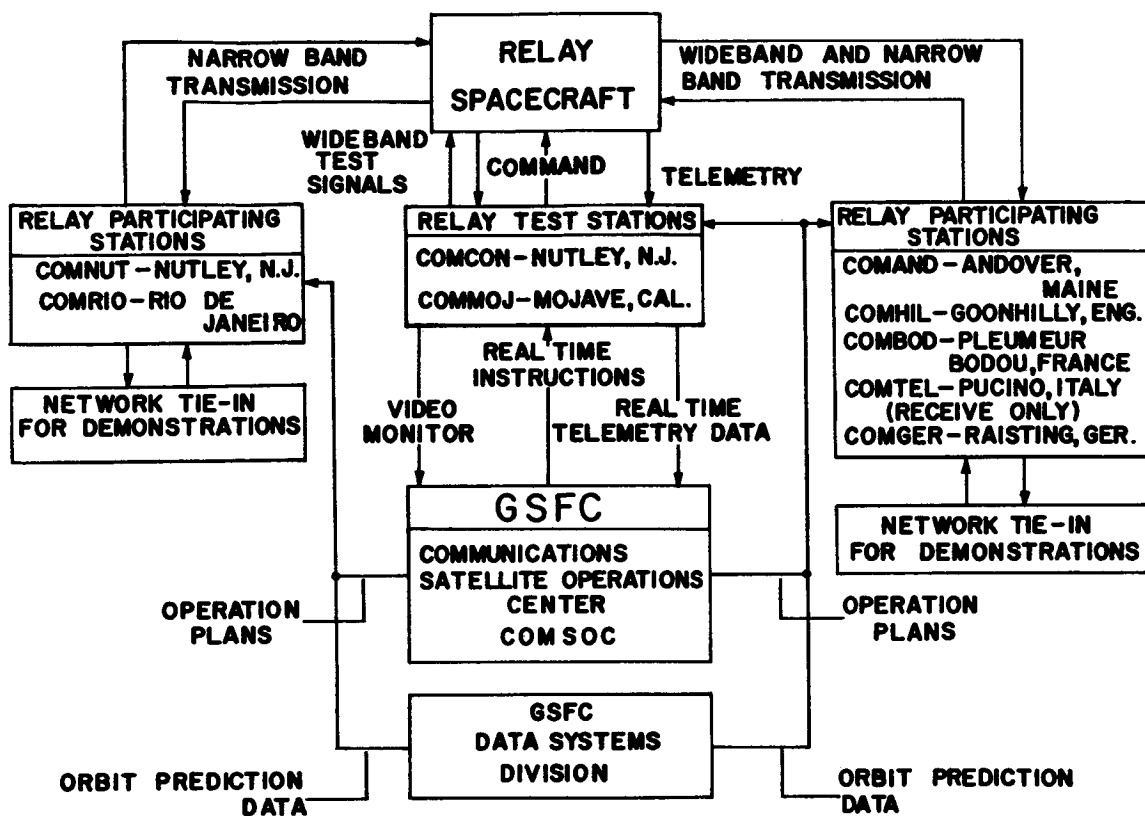 RELAY
SPACECRAFT
NARROW BAND
TRANSMISSION
WIDEBAND AND NARROW
BAND TRANSMISSION
WIDEBAND
TEST
SIGNALS
COMMAND
TELEMETRY
RELAY PARTICIPATING
STATIONS
COMNUT-NUTLEY, N.J.
COMRIO-RIO DE
JANEIRO
NETWORK TIE-IN
FOR DEMONSTRATIONS
RELAY TEST STATIONS
COMCON-NUTLEY, N.J.
COMMOJ-MOJAVE, CAL.
RELAY PARTICIPATING
STATIONS
COMAND-ANDOVER,
MAINE
COMHIL-GOONHILLY, ENG.
COMBOD-PLEUMEUR
BODOU, FRANCE
COMTEL-PUCINO, ITALY
(RECEIVE ONLY)
COMGER-RAISTING, GER.
NETWORK TIE-IN
FOR DEMONSTRATIONS
VIDEO
MONITOR
REAL TIME
INSTRUCTIONS
REAL TIME
TELEMETRY DATA
GSFC
COMMUNICATIONS
SATELLITE OPERATIONS
CENTER
COMSOC
OPERATION
PLANS
OPERATION
PLANS
GSFC
DATA SYSTEMS
DIVISION
ORBIT PREDICTION
DATA
ORBIT PREDICTION
DATA